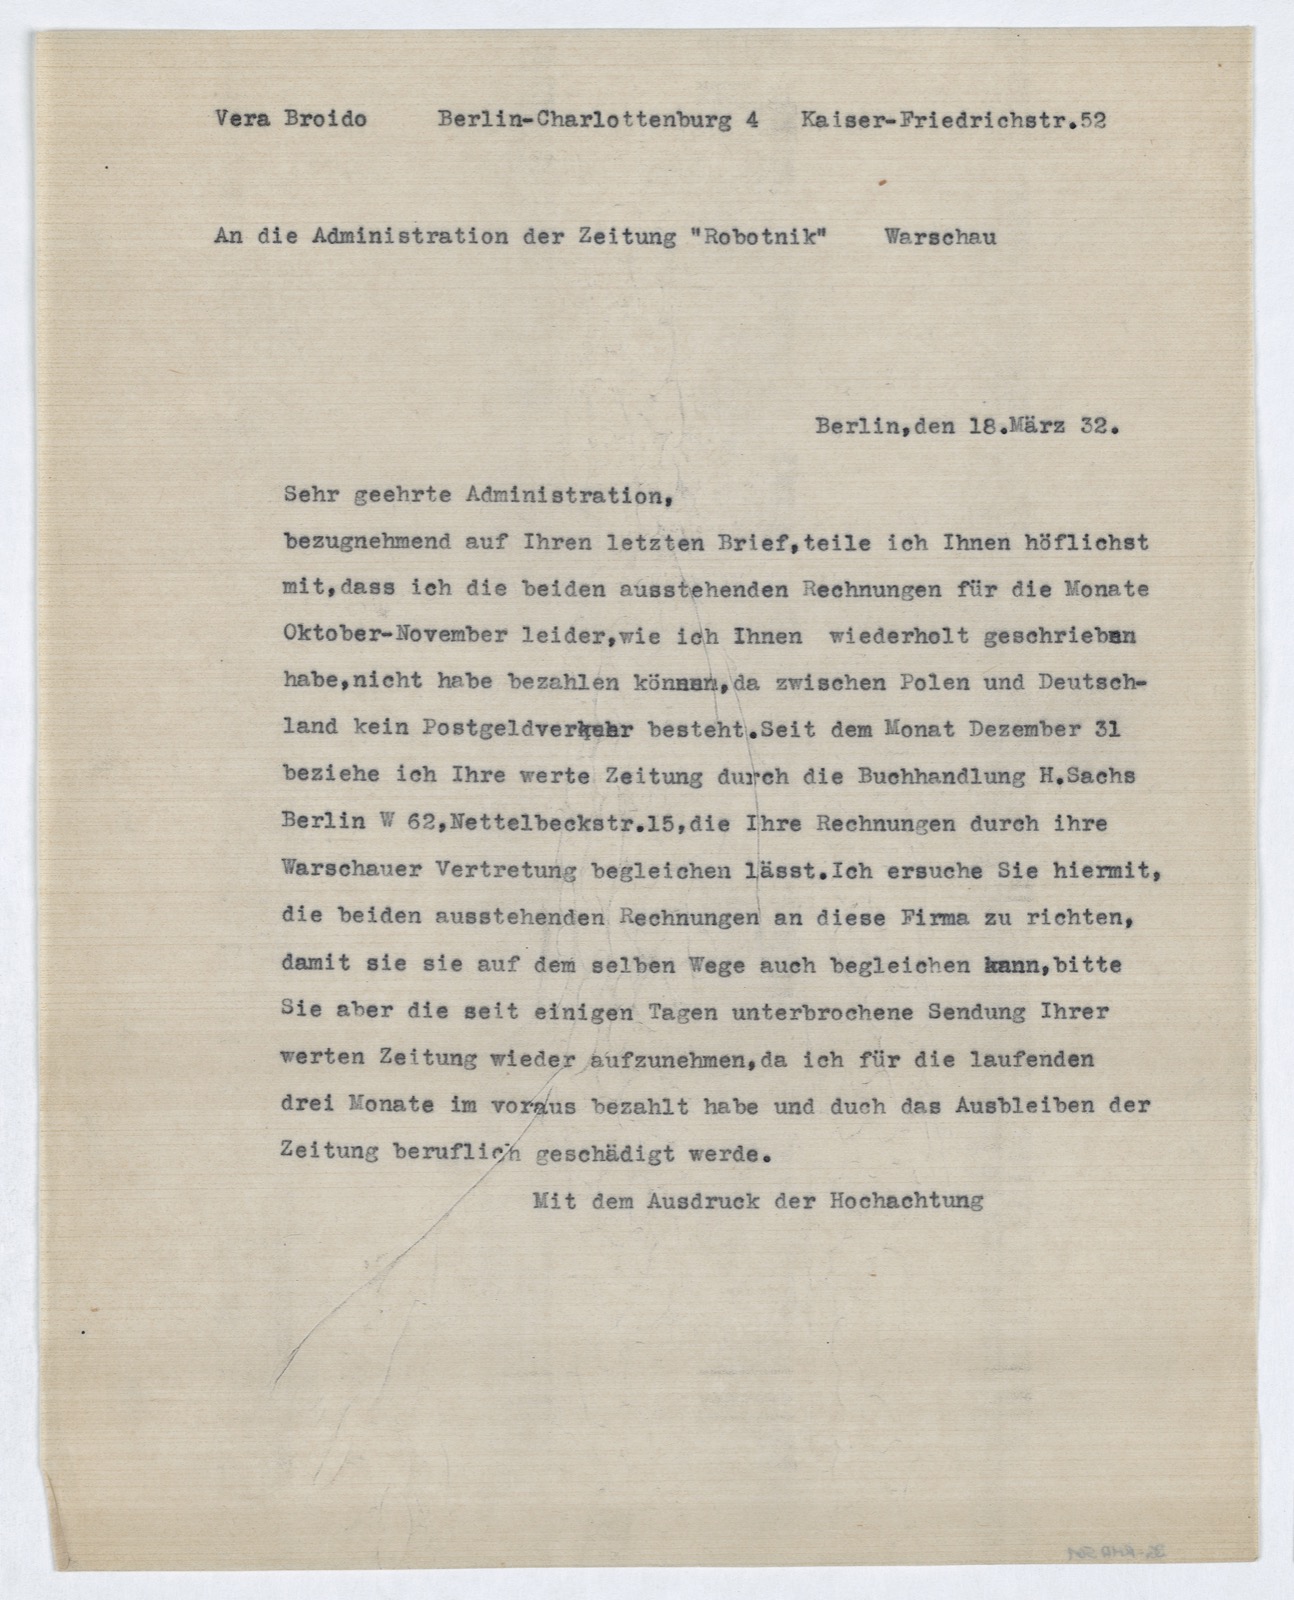 Vera Broido Berlin-Charlottenburg 4 Kaiser-Friedrichstr.52
An die Administration der Zeitung "Robotnik" Warschau
Berlin,den 18.März 32.
Sehr geehrte Administration,
bezugnehmend auf Ihren letzten Brief,teile ich Ihnen höflichst
mit,dass ich die beiden ausstehenden Rechnungen für die Monate
Oktober-November leider,wie ich Ihnen wiederholt geschrieben
habe,nicht habe bezahlen können,da zwischen Polen und Deutsch-
land kein Postgeldverkehr besteht.Seit dem Monat Dezember 31
beziehe ich Ihre werte Zeitung durch die Buchhandlung H.Sachs
Berlin W 62,Nettelbeckstr.15,die Ihre Rechnungen durch ihre
Warschauer Vertretung begleichen lässt.Ich ersuche Sie hiermit,
die beiden ausstehenden Rechnungen an diese Firma zu richten,
damit sie sie auf dem selben Wege auch begleichen kann,bitte
Sie aber die seit einigen Tagen unterbrochene Sendung Ihrer
werten Zeitung wieder aufzunehmen,da ich für die laufenden
drei Monate im voraus bezahlt habe und duch das Ausbleiben der
Zeitung beruflich geschädigt werde.
Mit dem Ausdruck der Hochachtung